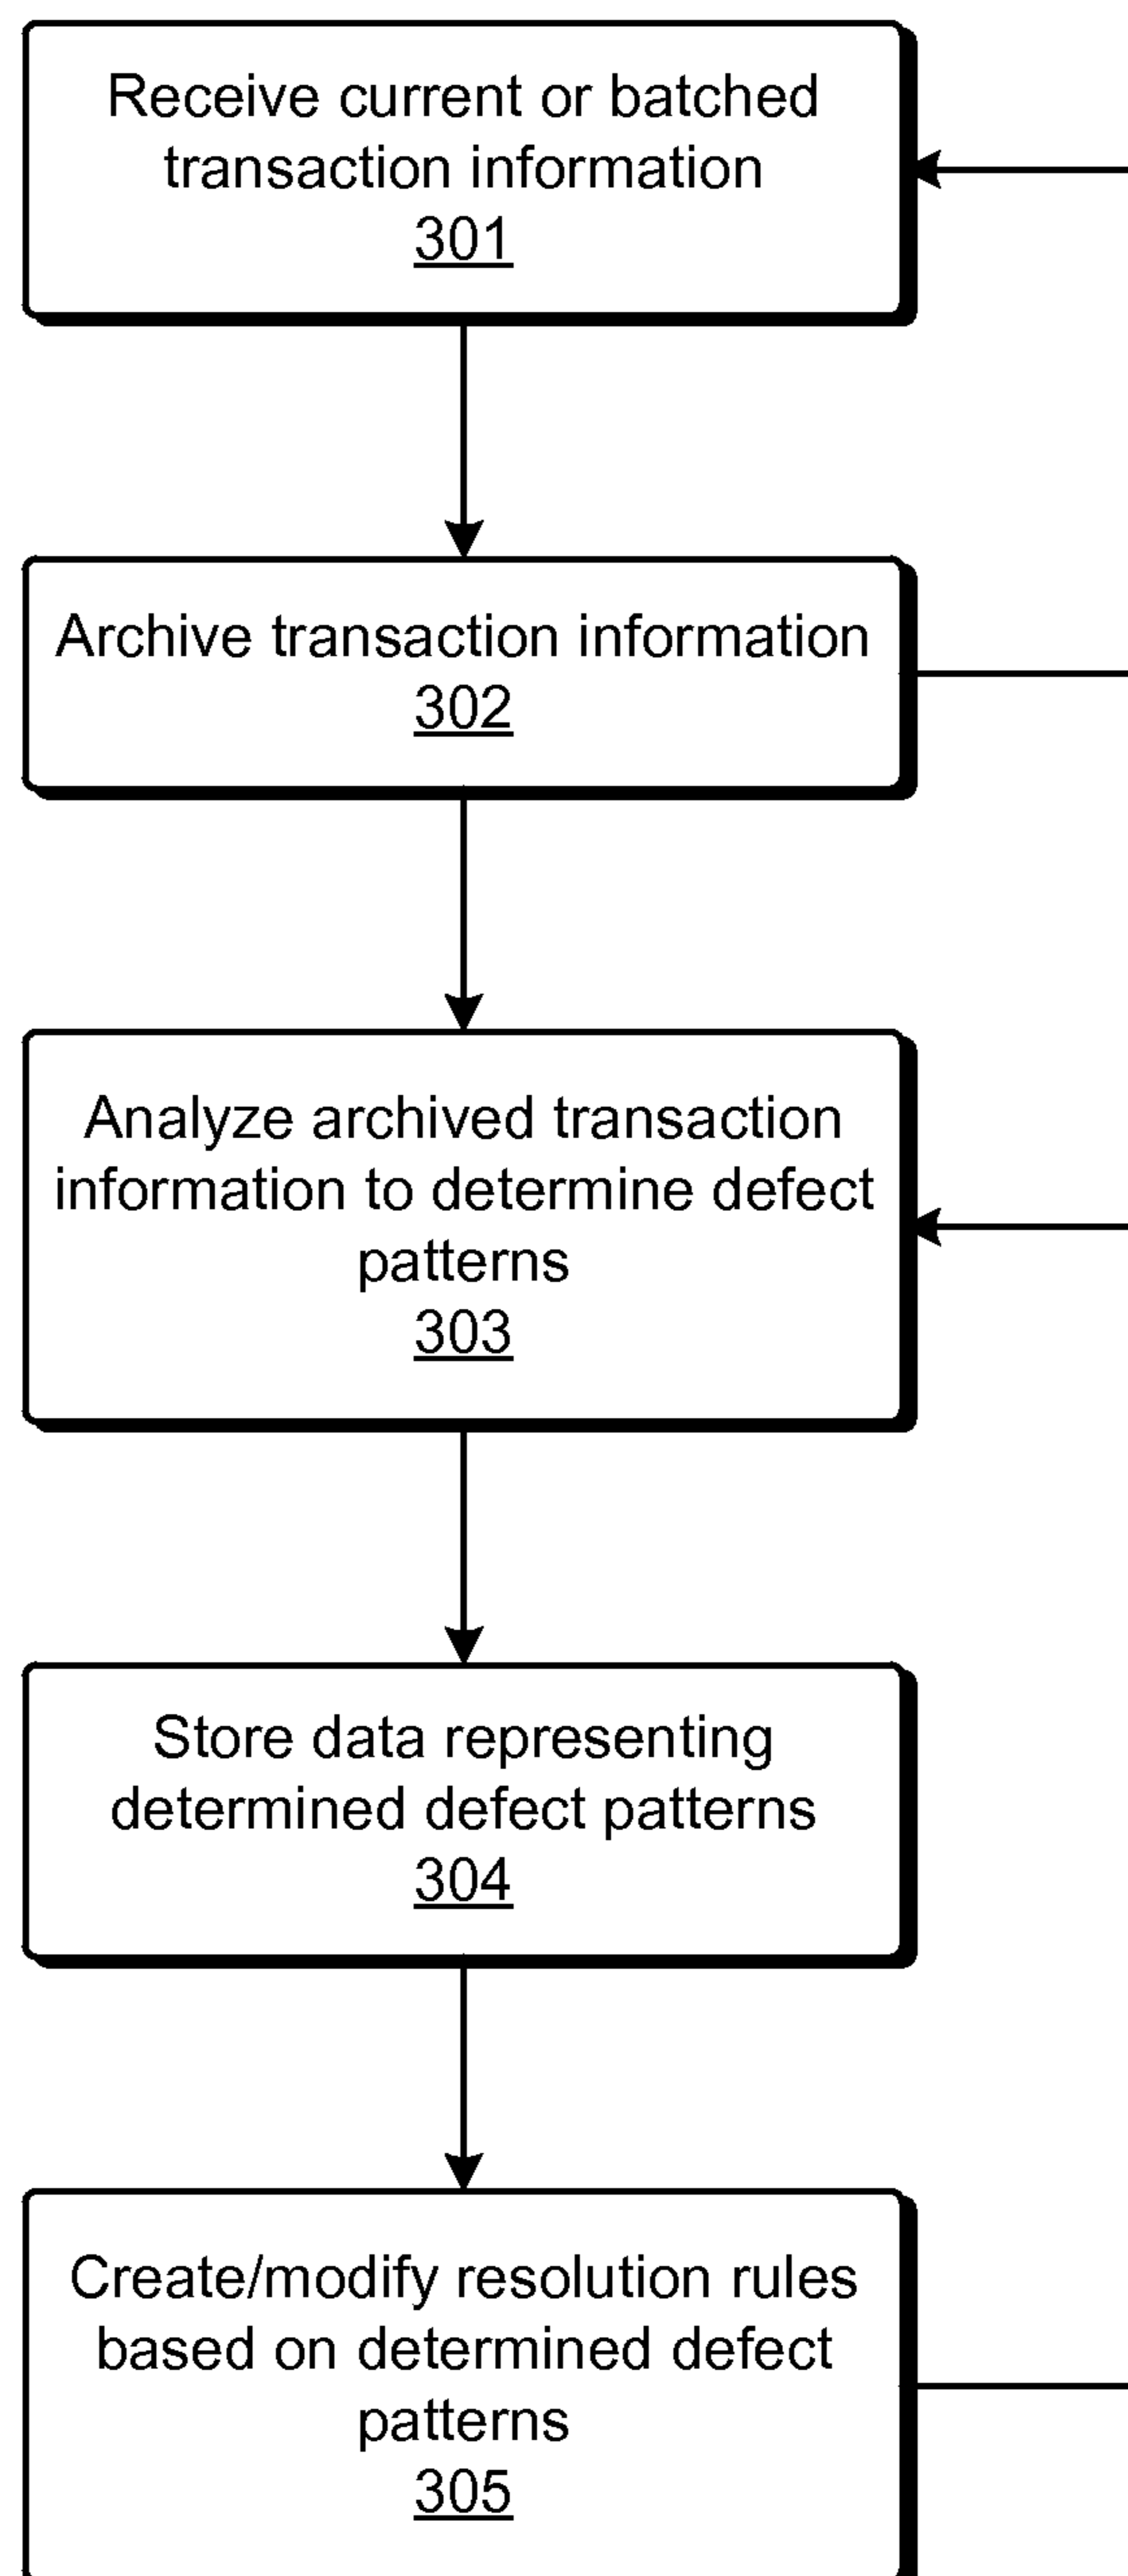 Receive current or batched
transaction information
301
Archive transaction information
302
Analyze archived transaction
information to determine defect
patterns
303
Store data representing
determined defect patterns
304
Create/modify resolution rules
based on determined defect
patterns
305